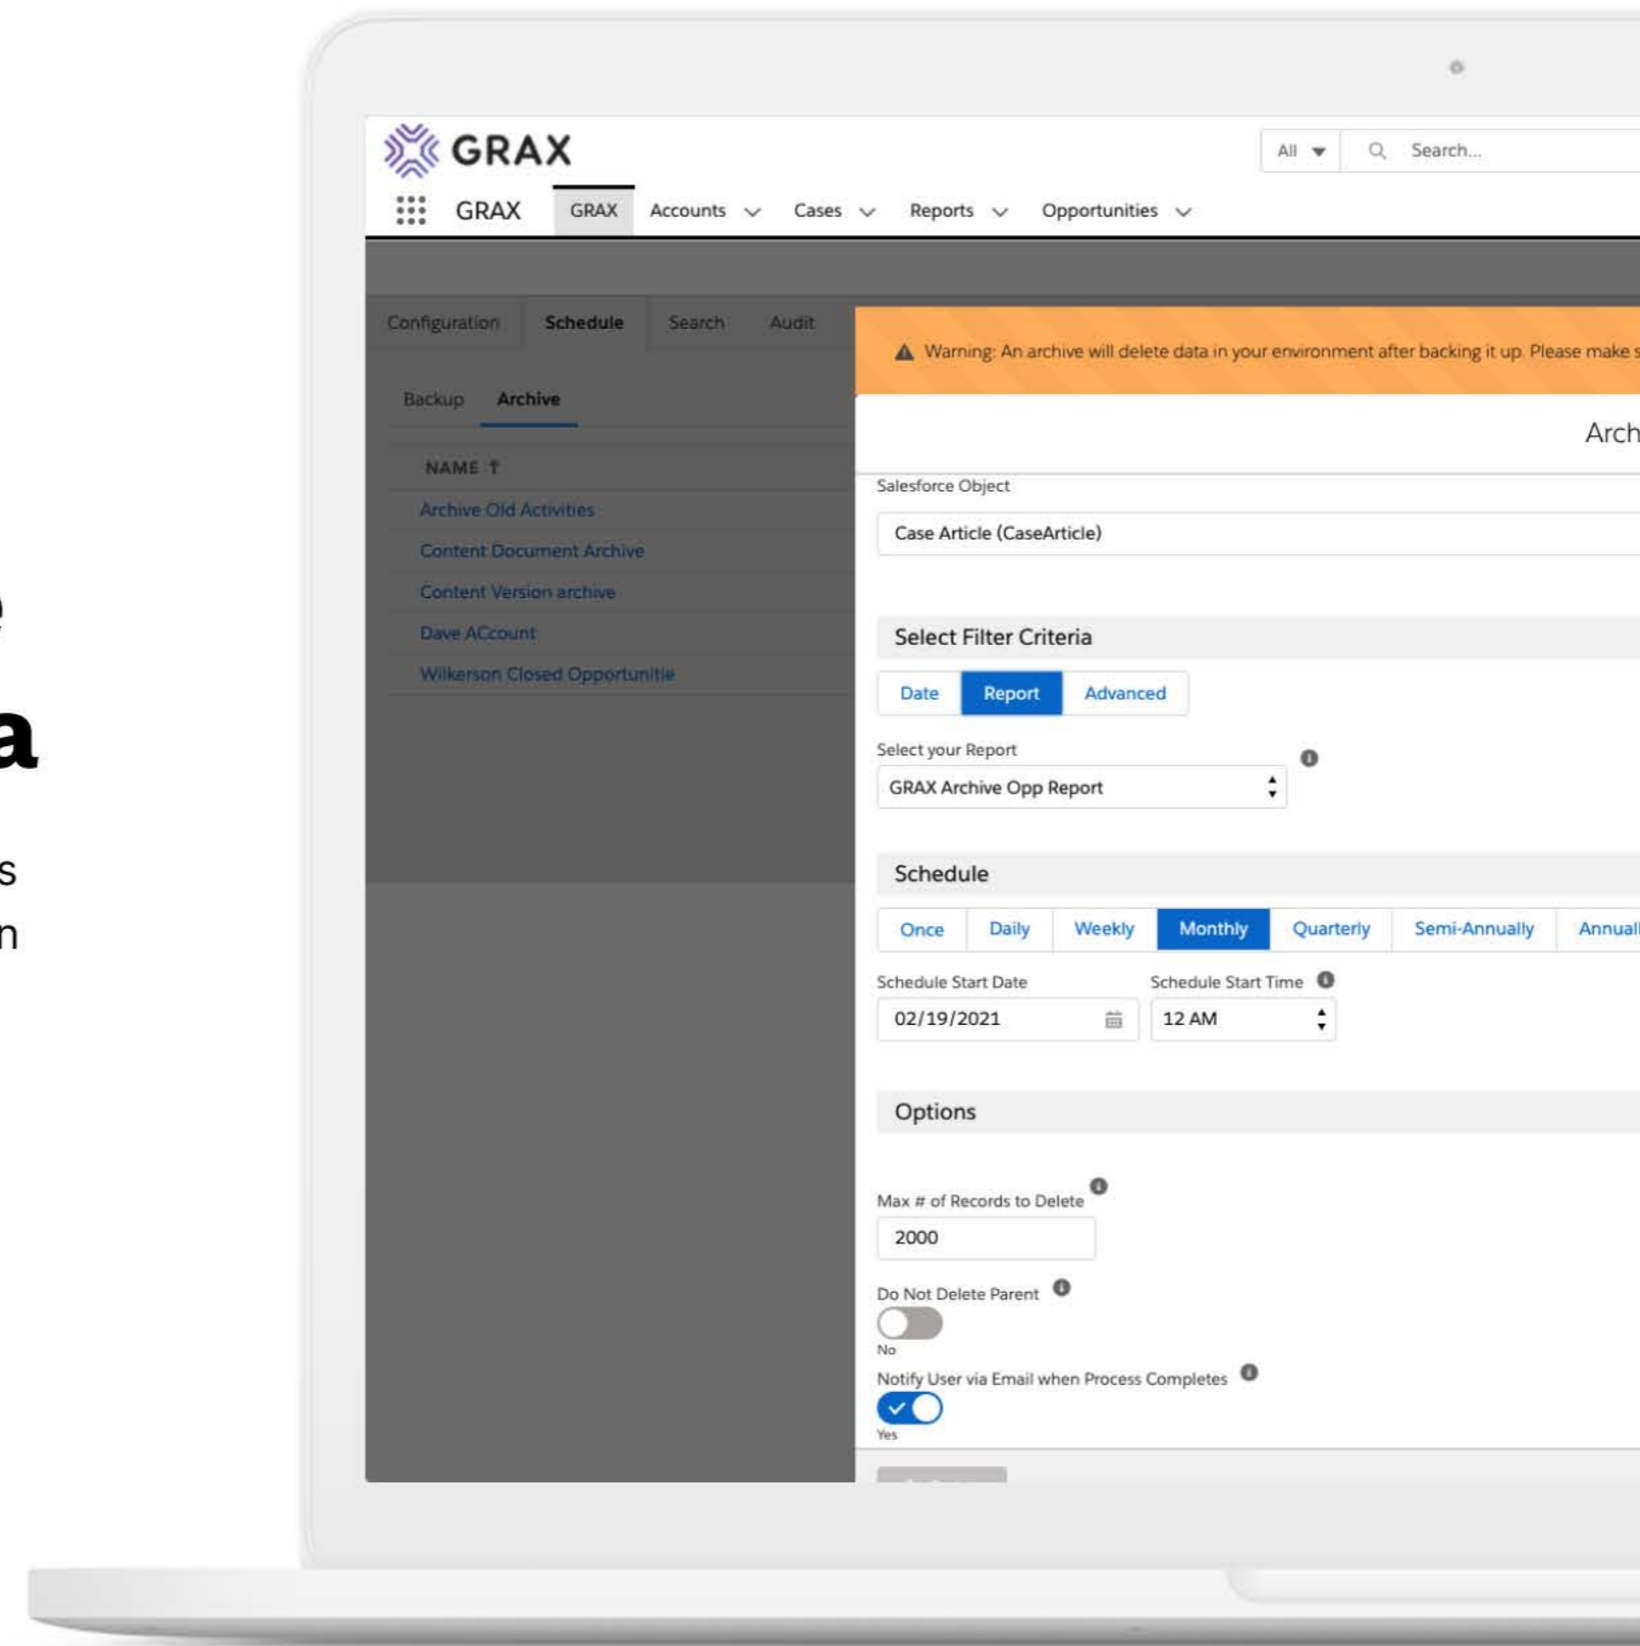 GRAX
All Search...
GRAX GRAX Accounts Cases Reports Opportunities
Configuration Schedule Search Audit
Warning: An archive will delete data in your environment after backing it up. Please make s
Backup Archive
Arch
NAME ↑
Archive Old Activities
Content Document Archive
Content Version archive
Dave ACcount
Wilkerson Closed Opportunitie
Salesforce Object
Case Article (CaseArticle)
Select Filter Criteria
Date Report Advanced
Select your Report
GRAX Archive Opp Report
Schedule
Once Daily Weekly Monthly Quarterly Semi-Annually Annuall
Schedule Start Date Schedule Start Time
02/19/2021 12 AM
Options
Max # of Records to Delete
2000
Do Not Delete Parent
No
Notify User via Email when Process Completes
Yes
e
a
s
n